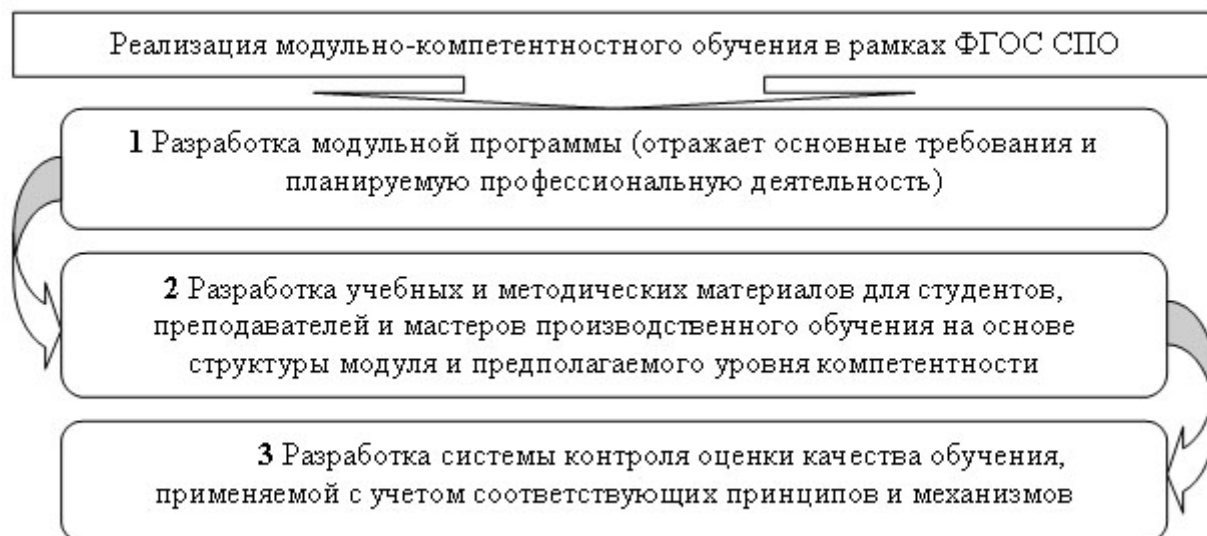 Реализация модульно-компетентностного обучения в рамках ФГОС СПО
1 Разработка модульной программы (отражает основные требования и
планируемую профессиональную деятельность)
2 Разработка учебных и методических материалов для студентов,
преподавателей и мастеров производственного обучения на основе
структуры модуля и предполагаемого уровня компетентности
3 Разработка системы контроля оценки качества обучения,
применяемой с учетом соответствующих принципов и механизмов